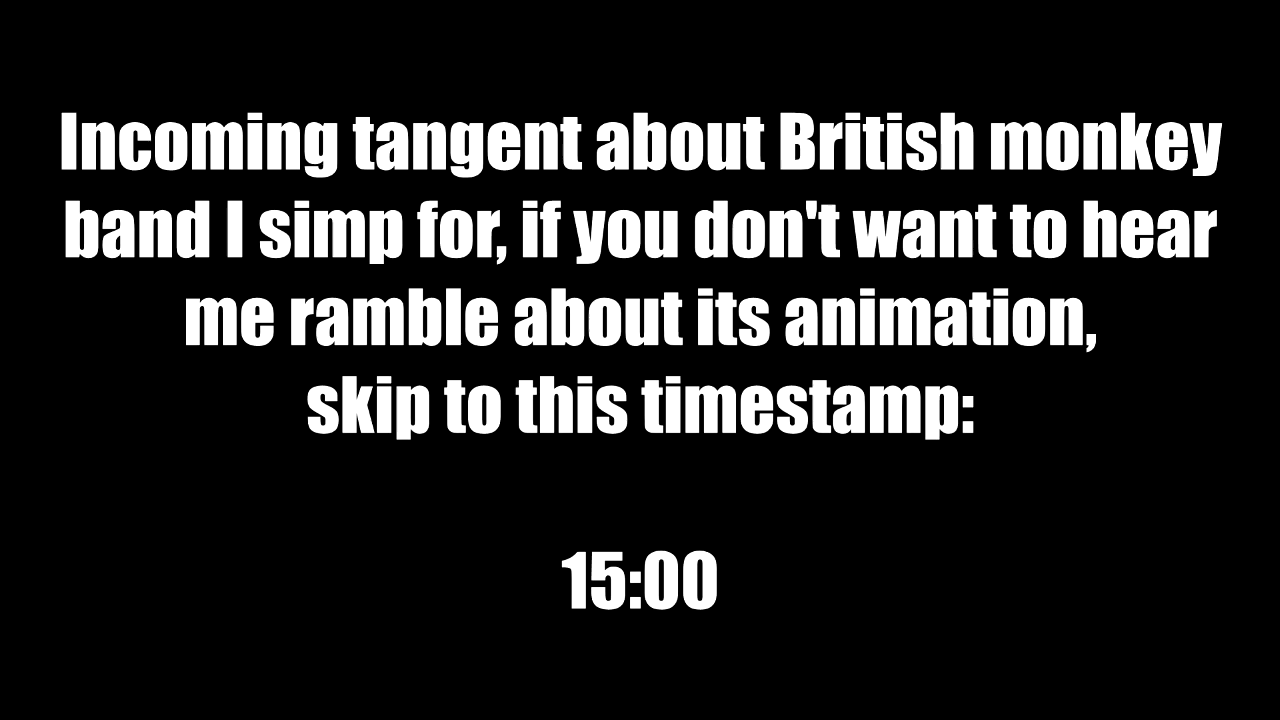 Incoming tangent about British monkey
band I simp for, if you don't want to hear
me ramble about its animation,
skip to this timestamp:
15:00